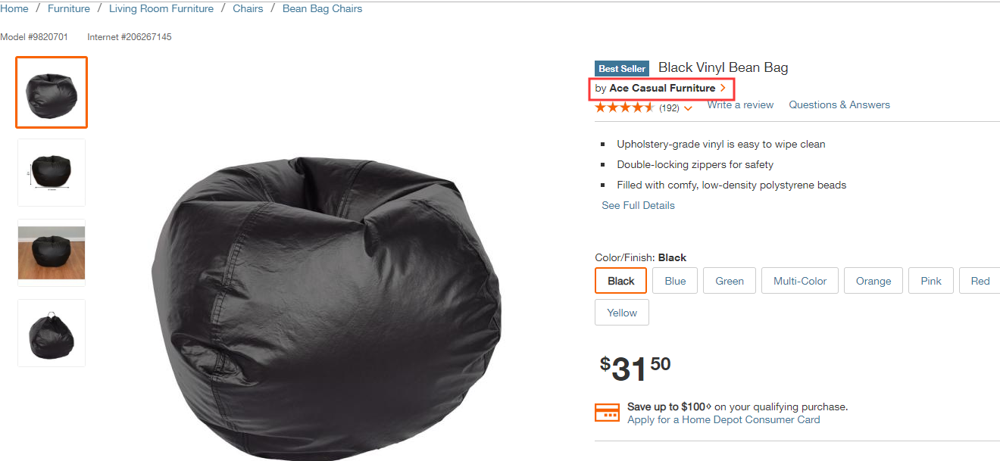 Home / Furniture / Living Room Furniture / Chairs / Bean Bag Chairs
Model #9820701 Internet #206267145
Best Seller Black Vinyl Bean Bag
by Ace Casual Furniture >
(192) Write a review Questions & Answers
Upholstery-grade vinyl is easy to wipe clean
Double-locking zippers for safety
Filled with comfy, low-density polystyrene beads
See Full Details
Color/Finish: Black
Black Blue Green Multi-Color Orange Pink Red
Yellow
$31 50
Save up to $100◊ on your qualifying purchase.
Apply for a Home Depot Consumer Card